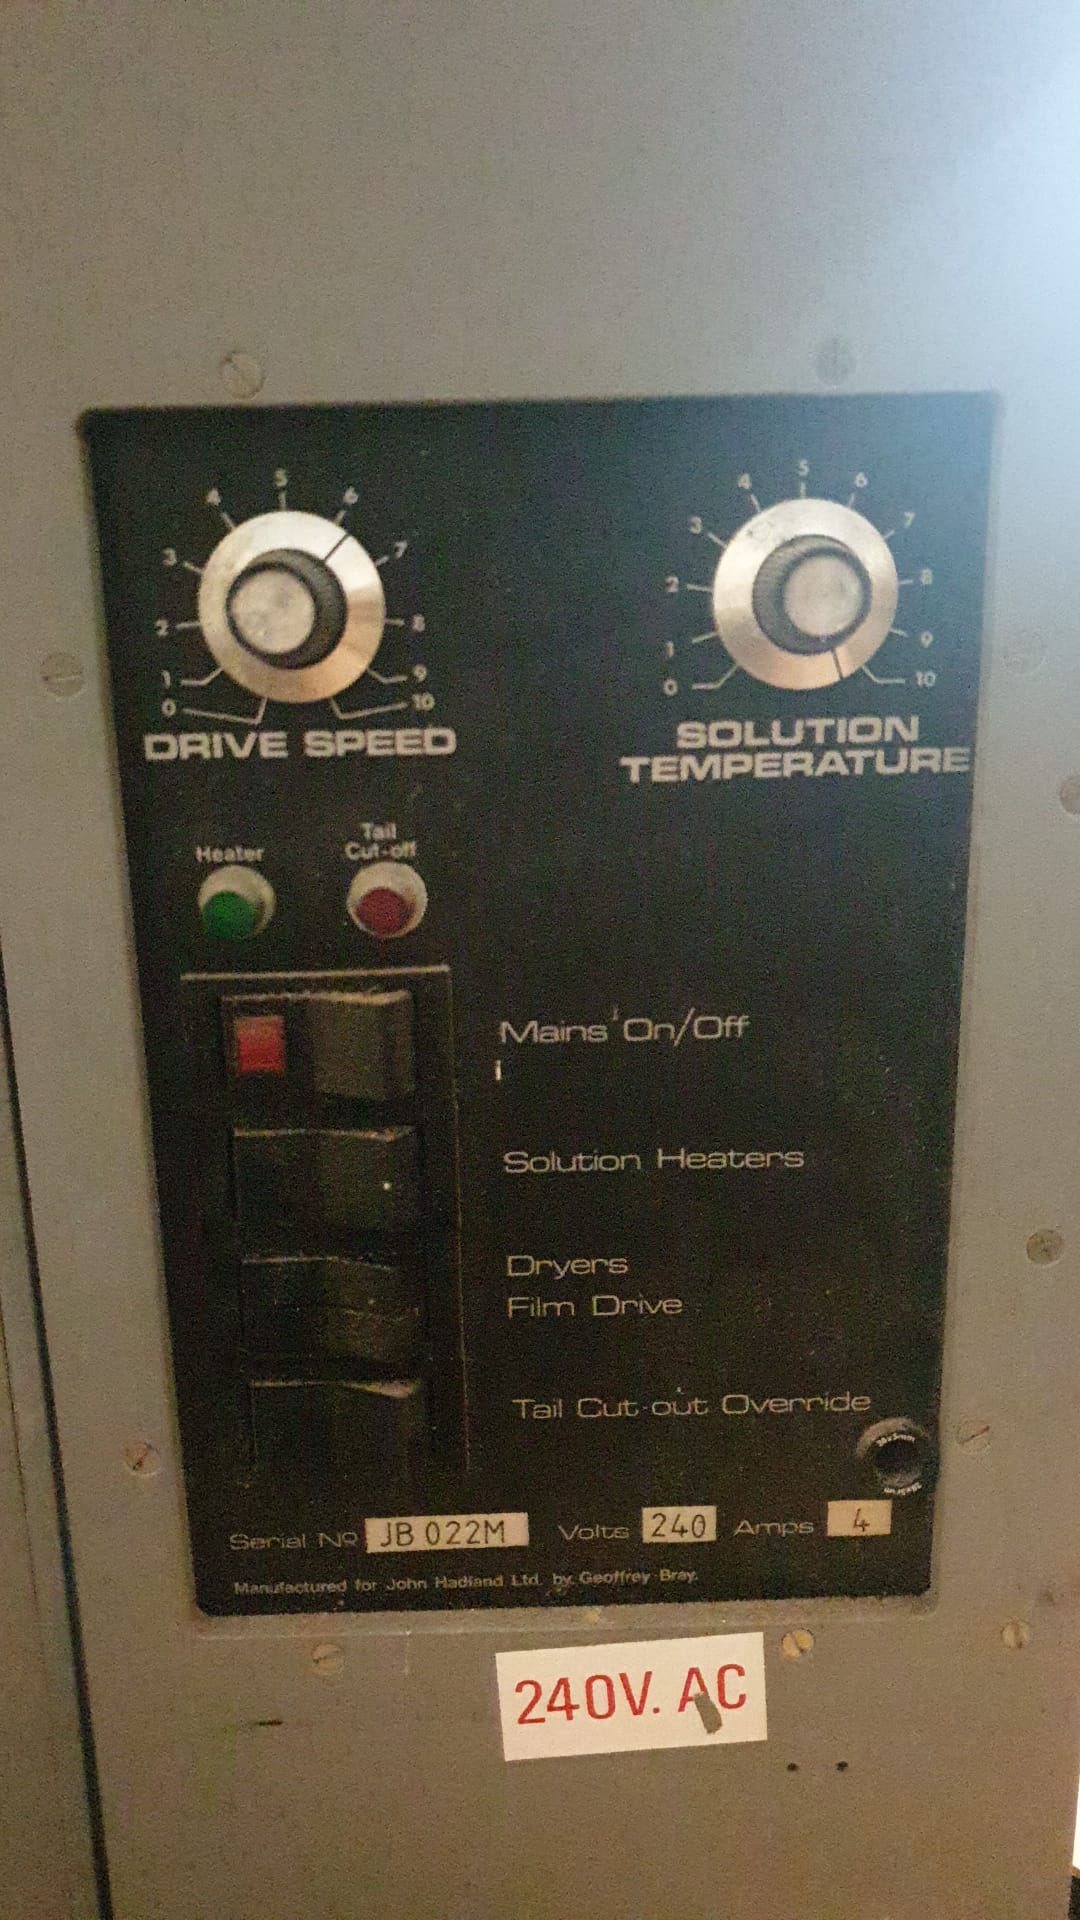 0 1 2 3 4 5 6 7 8 9 10
DRIVE SPEED
0 1 2 3 4 5 6 7 8 9 10
SOLUTION
TEMPERATURE
Heater
Tail
Cut-off
Mains On/Off
Solution Heaters
Dryers
Film Drive
Tail Cut-out Override
Serial Nº JB 022M Volts 240 Amps 4
Manufactured for John Hadland Ltd. by Geoffrey Bray.
240V. AC